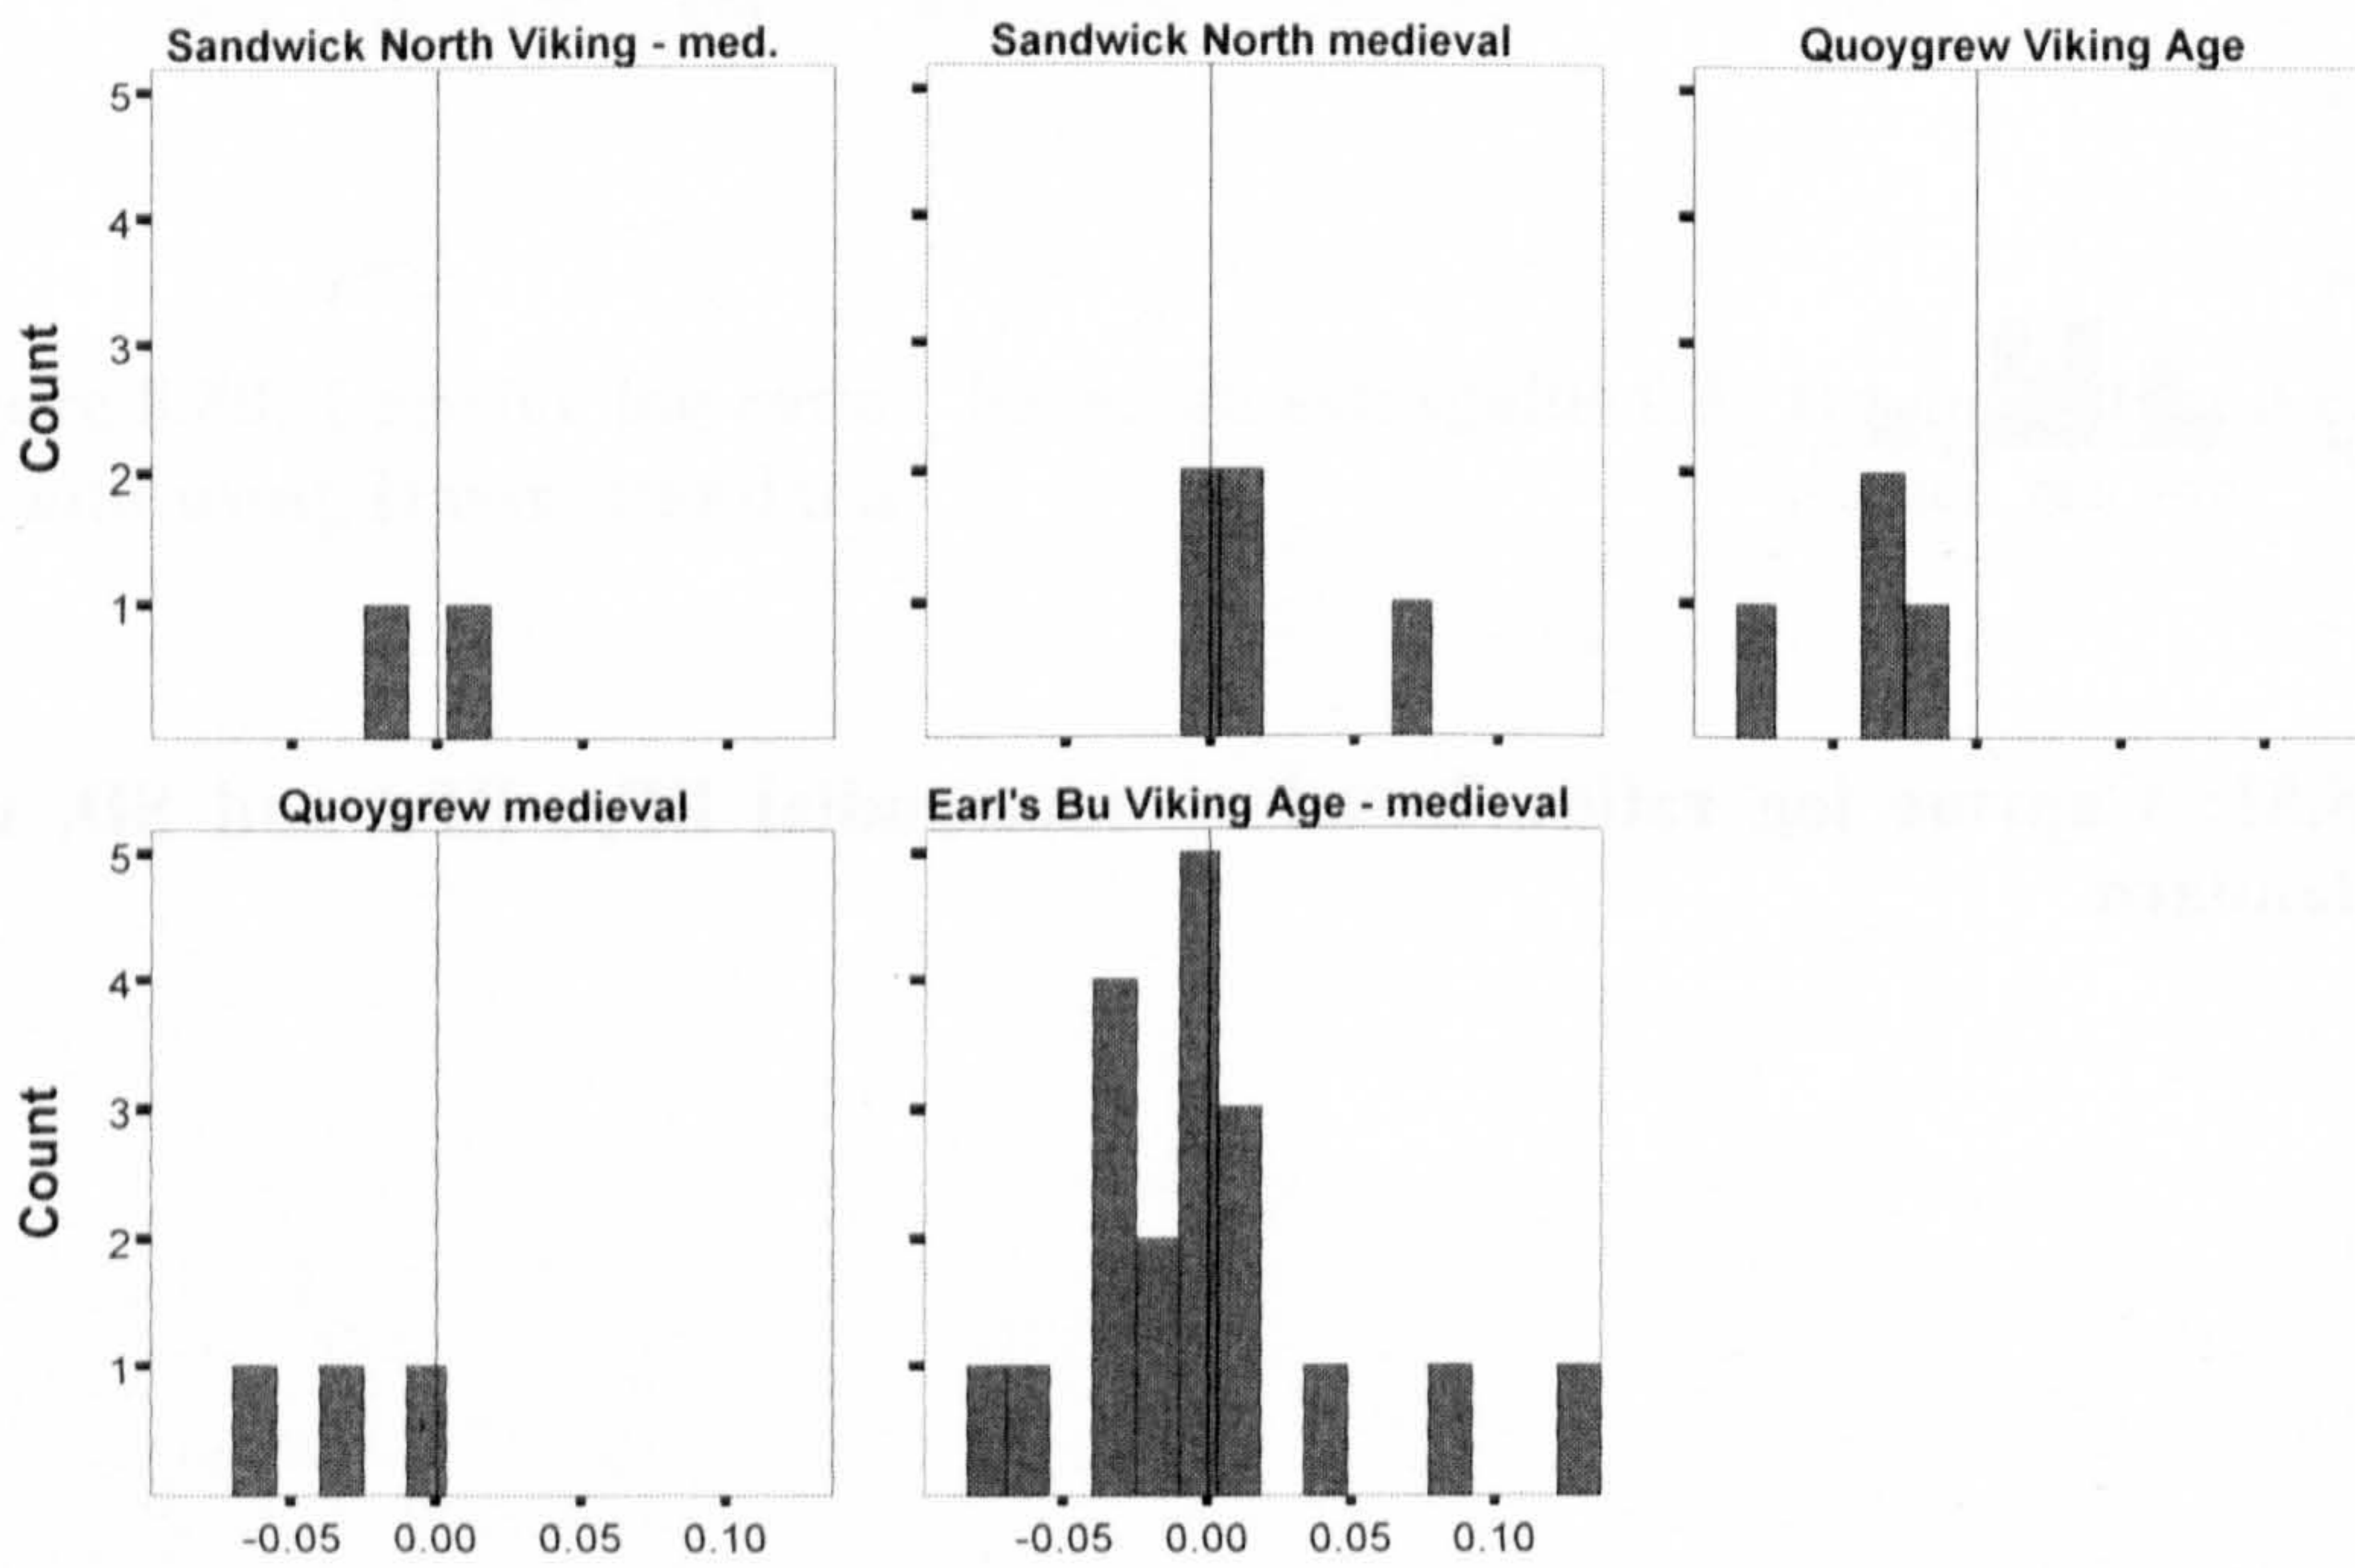 Sandwick North Viking - med.
Sandwick North medieval
Quoygrew Viking Age
5
4
3
2
1
Count
Quoygrew medieval
Earl's Bu Viking Age - medieval
5
4
3
2
1
Count
-0.05 0.00 0.05 0.10
-0.05 0.00 0.05 0.10